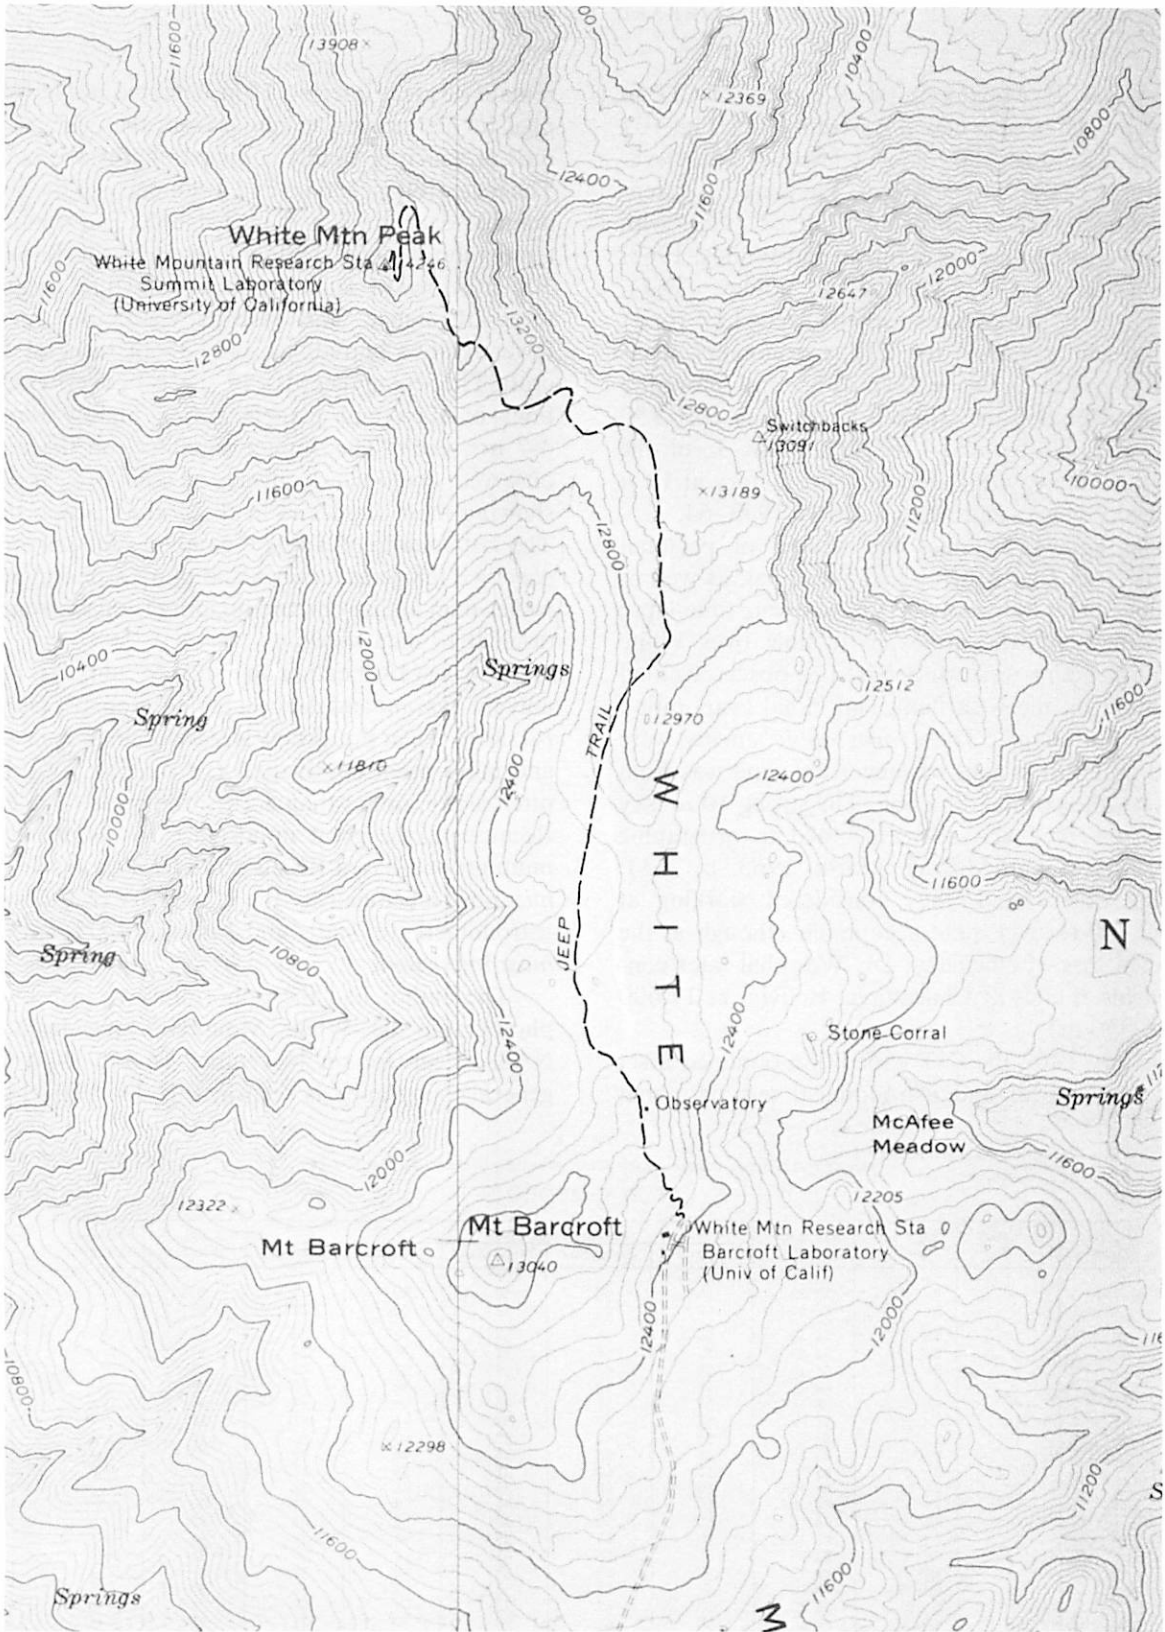 11600
13908
10400
12369
10800
12400
11600
White Mtn Peak
White Mountain Research Sta
4246
Summit Laboratory
(University of California)
11600
12000
12647
13200
12800
12800
Switchbacks
13091
11600
13189
10000
11200
12800
10400
12000
Springs
12512
11600
Spring
TRAIL
12970
11810
12400
12400
10000
WHITE
11600
N
JEEP
Spring
10800
12400
12400
Stone Corral
Observatory
Springs
McAfee
Meadow
11600
12000
12322
12205
Mt Barcroft
Mt Barcroft
White Mtn Research Sta
Barcroft Laboratory
(Univ of Calif)
13040
12400
12000
10800
12298
11200
11600
11600
Springs
M